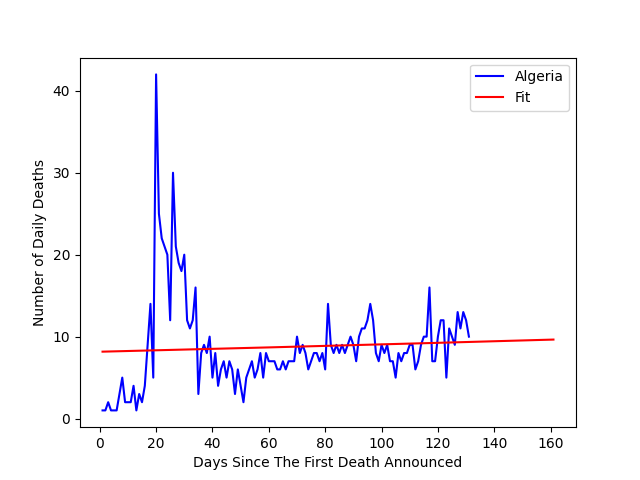 Algeria
Fit
Number of Daily Deaths
40
30
20
10
0
0 20 40 60 80 100 120 140 160
Days Since The First Death Announced